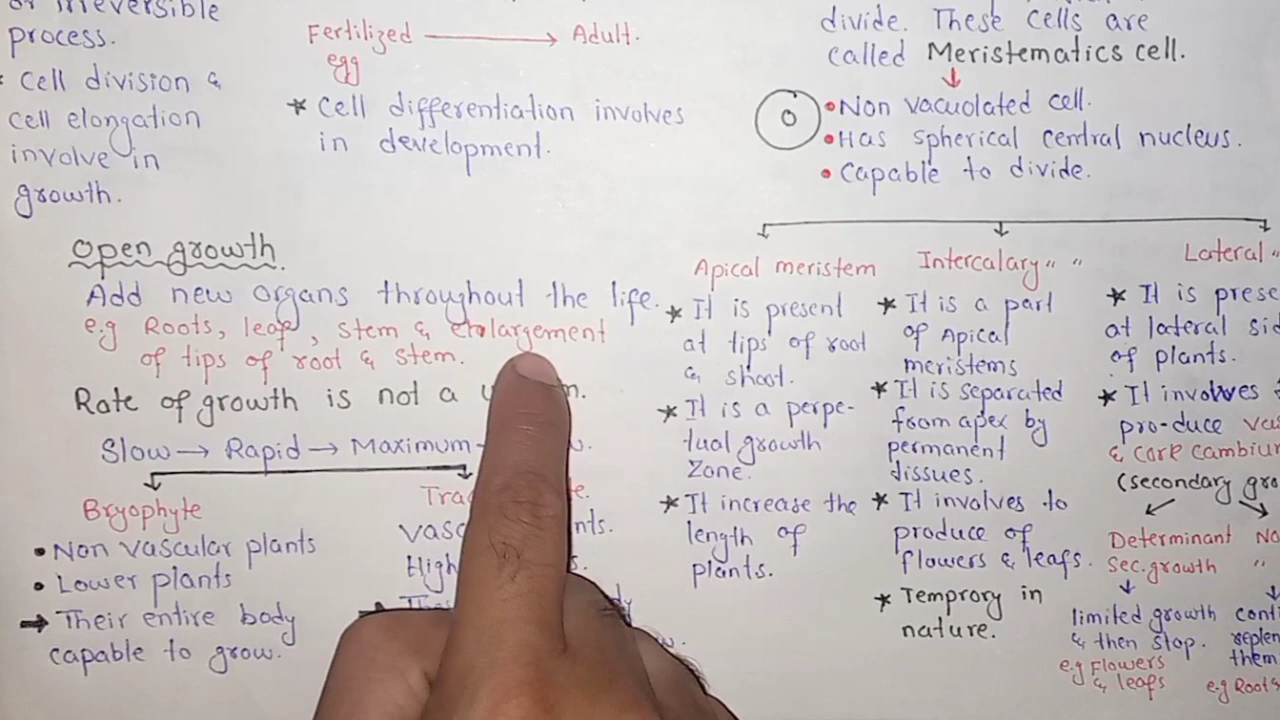 or irreversible
process.
* Cell division &
cell elongation
involve in
growth.
Fertilized → Adult.
egg
* Cell differentiation involves
in development.
divide. These cells are
called Meristematics cell.
• Non vacuolated cell.
• Has spherical central nucleus.
• Capable to divide.
Open growth.
Add new organs throughout the life.
e.g Roots, leaf, stem & enlargement
of tips of root & stem.
Rate of growth is not a
Slow → Rapid → Maximum
Bryophyte
• Non vascular plants
• Lower plants
➡ Their entire body
capable to grow.
Apical meristem
* It is present
at tips of root
& shoot.
* It is a perpe-
tual growth
zone.
* It increase the
length of
plants.
Intercalary " "
* It is a part
of Apical
meristems
* It is separated
from apex by
permanent
tissues.
* It involves to
produce of
flowers & leafs.
* Temprory in
nature.
Lateral "
* It is
at lateral
of plants.
* It involves
pro-duce
& cork
(secondary
Determinant
Sec. growth "
limited growth
& then stop.
e.g Flowers
& leafs
them
e.g Roots